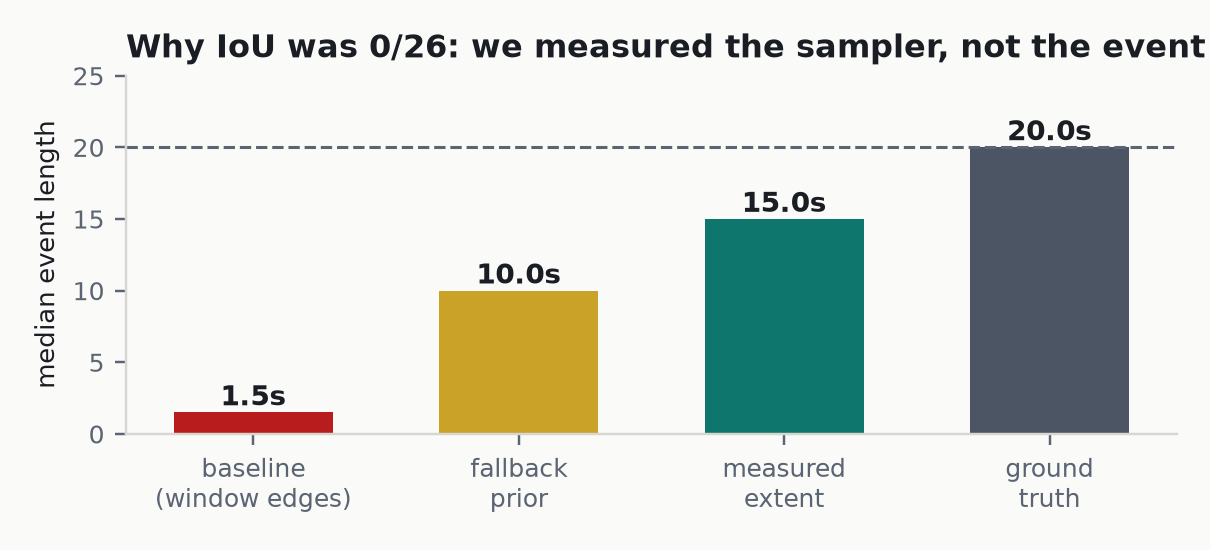 Why IoU was 0/26: we measured the sampler, not the event
median event length
25
20
15
10
5
0
1.5s
10.0s
15.0s
20.0s
baseline
(window edges)
fallback
prior
measured
extent
ground
truth